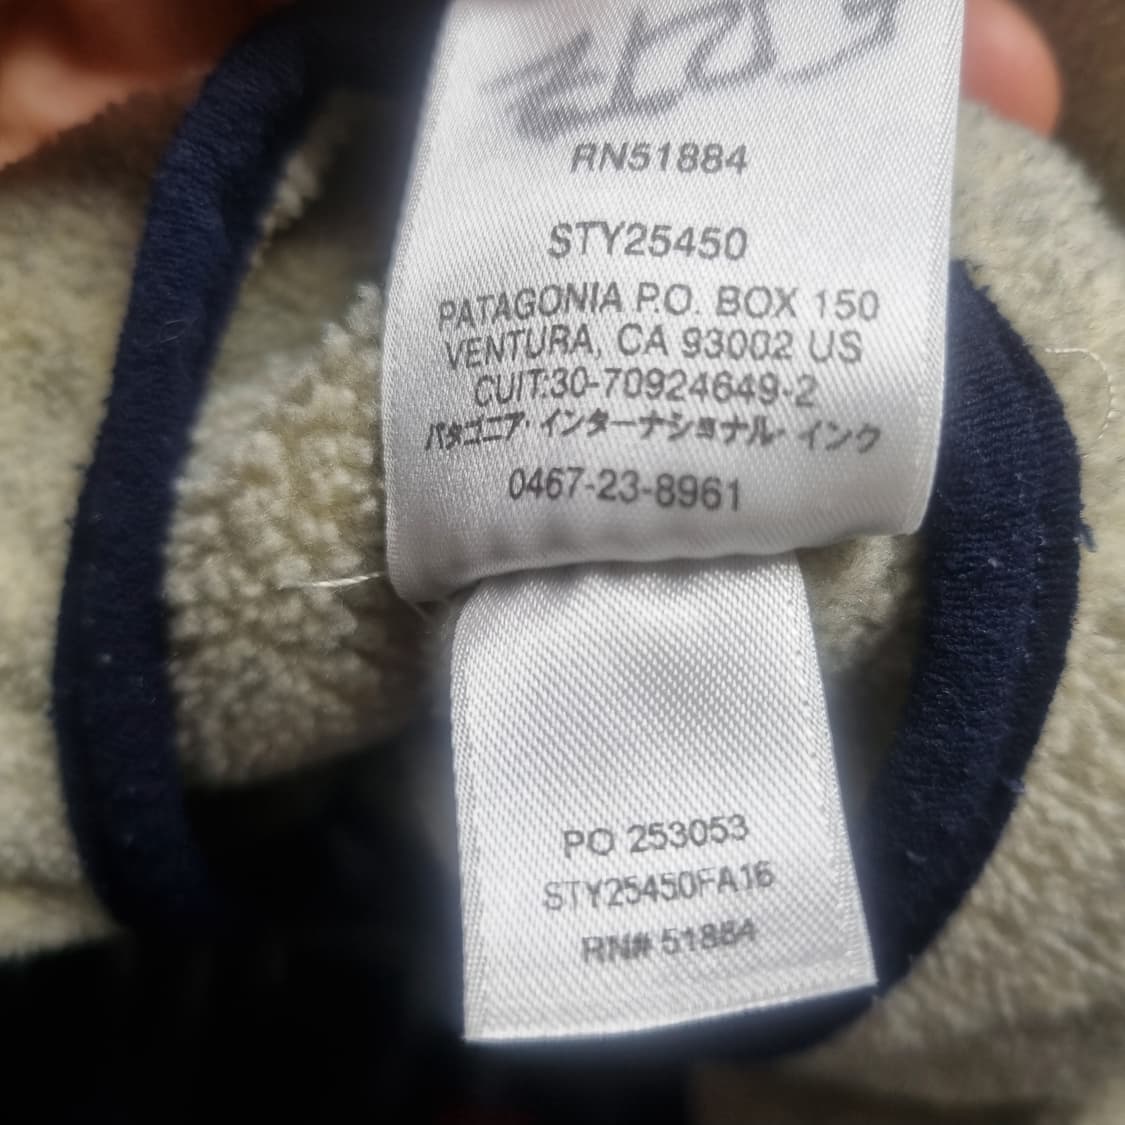 RN51884
STY25450
PATAGONIA P.O. BOX 150
VENTURA, CA 93002 US
CUIT:30-70924649-2
パタゴニア・インターナショナル・インク
0467-23-8961
PO 253053
STY25450FA16
RN# 51884